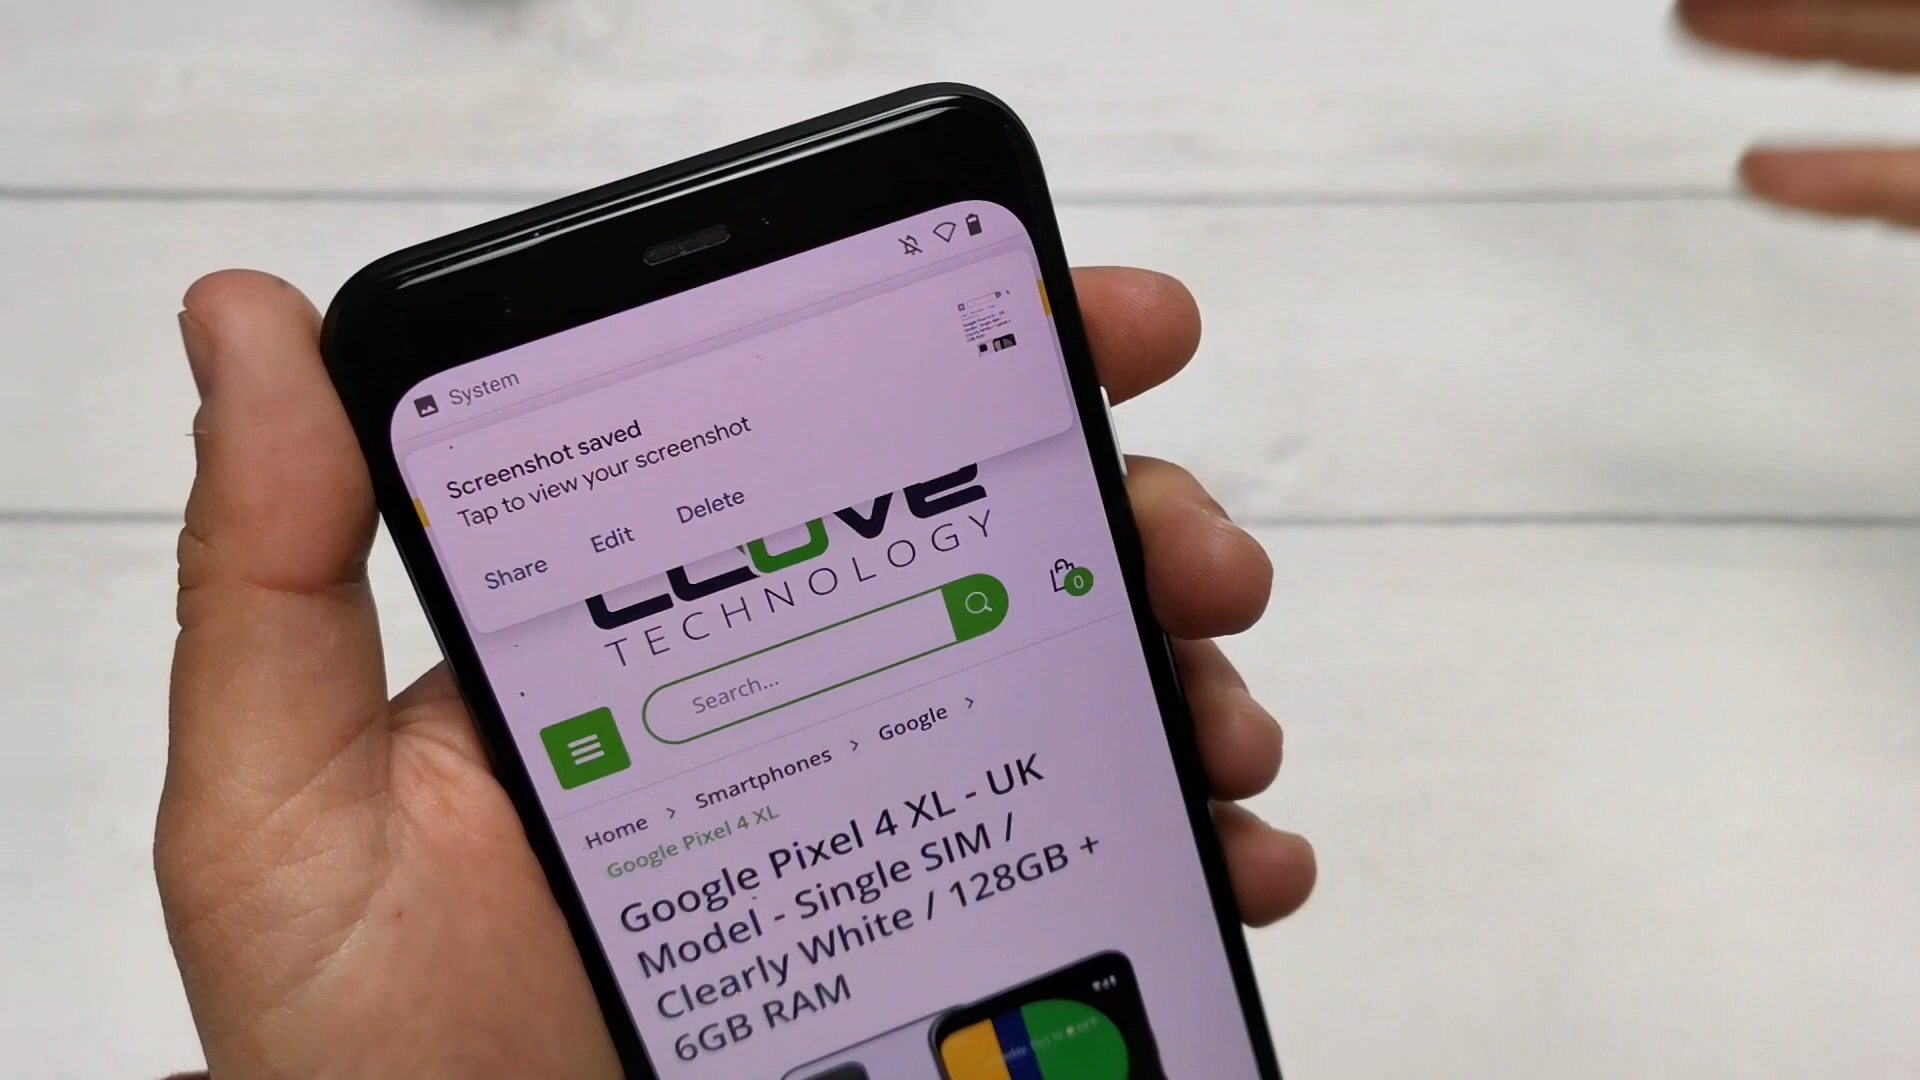 System
Screenshot saved
Tap to view your screenshot
Share Edit Delete
TECHNOLOGY
0
Search...
Home > Smartphones > Google >
Google Pixel 4 XL
Google Pixel 4 XL - UK
Model - Single SIM /
Clearly White / 128GB +
6GB RAM